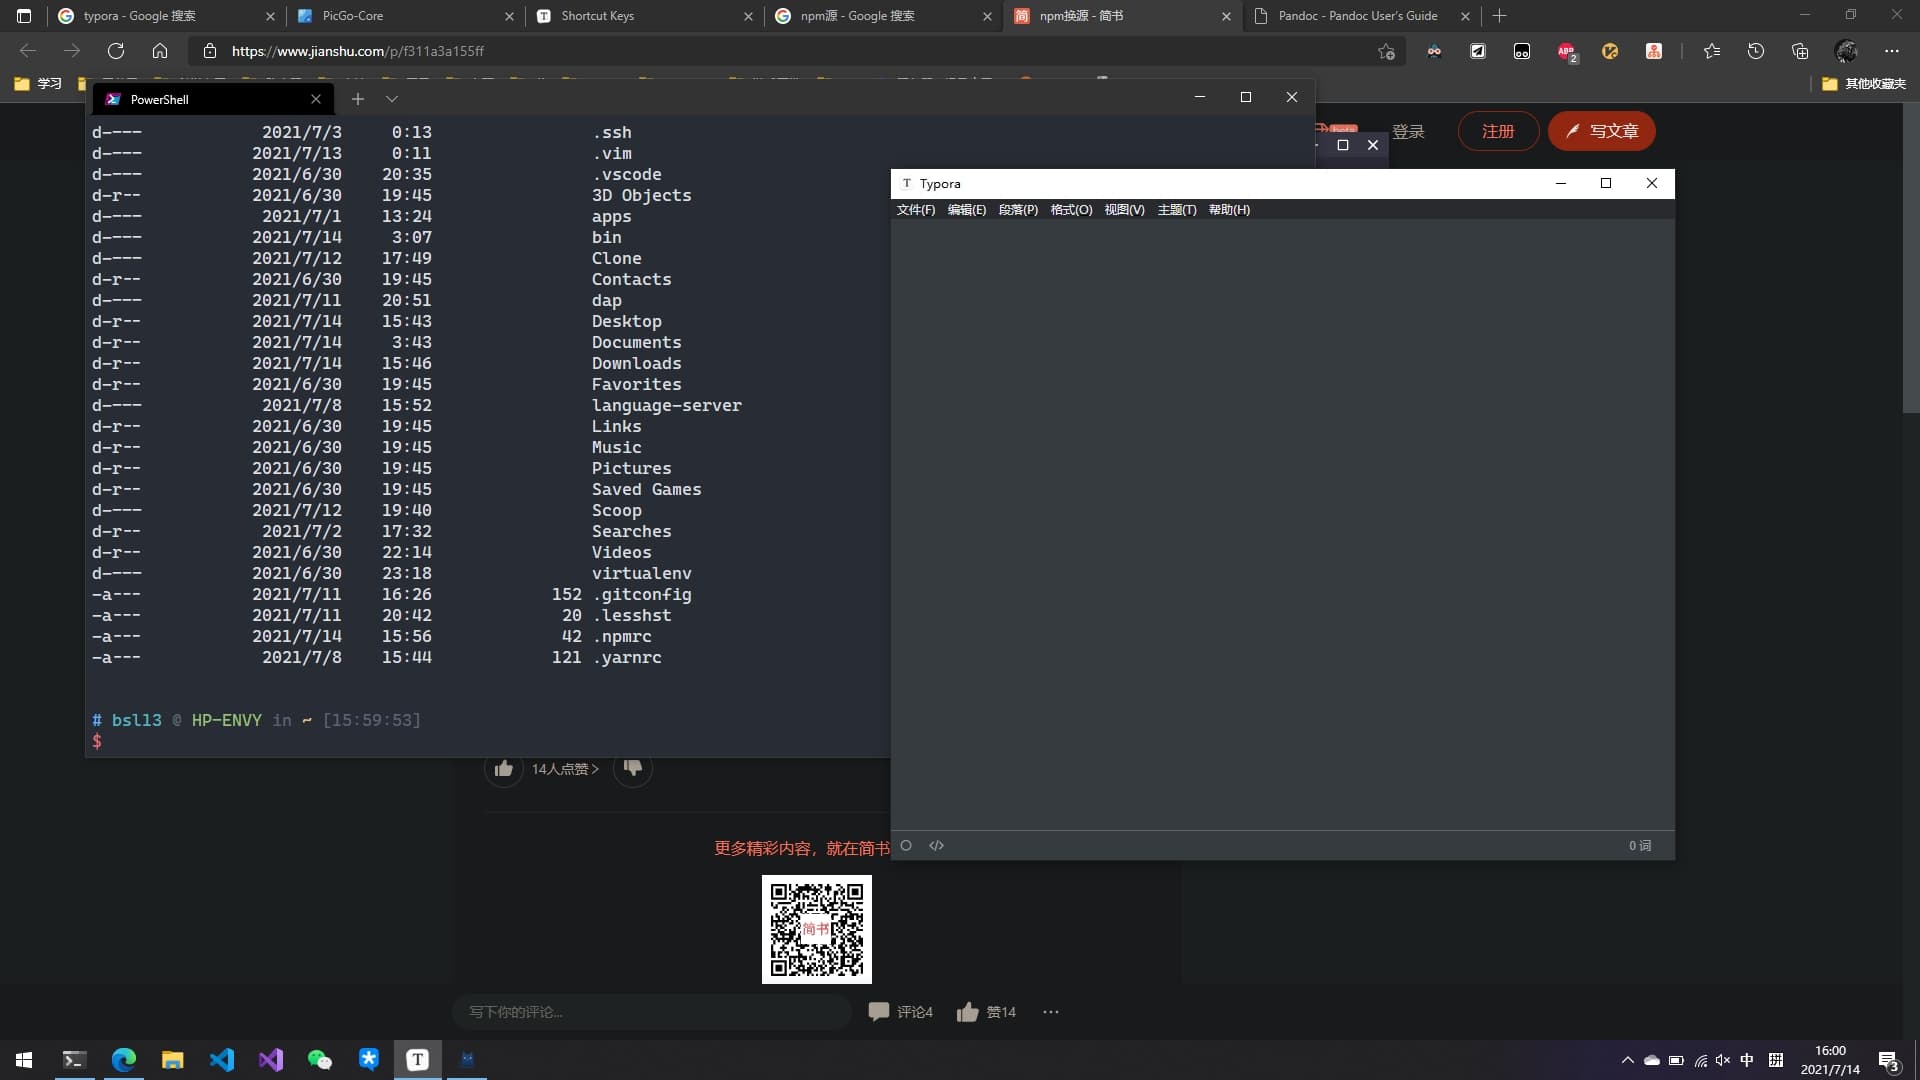 typora - Google 搜索
PicGo-Core
Shortcut Keys
npm源 - Google 搜索
npm换源 - 简书
Pandoc - Pandoc User's Guide
https://www.jianshu.com/p/f311a3a155ff
ABP
2
学习
其他收藏夹
PowerShell
beta
登录
注册
写文章
d---- 2021/7/3 0:13 .ssh
d---- 2021/7/13 0:11 .vim
d---- 2021/6/30 20:35 .vscode
d-r-- 2021/6/30 19:45 3D Objects
d---- 2021/7/1 13:24 apps
d---- 2021/7/14 3:07 bin
d---- 2021/7/12 17:49 Clone
d-r-- 2021/6/30 19:45 Contacts
d---- 2021/7/11 20:51 dap
d-r-- 2021/7/14 15:43 Desktop
d-r-- 2021/7/14 3:43 Documents
d-r-- 2021/7/14 15:46 Downloads
d-r-- 2021/6/30 19:45 Favorites
d---- 2021/7/8 15:52 language-server
d-r-- 2021/6/30 19:45 Links
d-r-- 2021/6/30 19:45 Music
d-r-- 2021/6/30 19:45 Pictures
d-r-- 2021/6/30 19:45 Saved Games
d---- 2021/7/12 19:40 Scoop
d-r-- 2021/7/2 17:32 Searches
d-r-- 2021/6/30 22:14 Videos
d---- 2021/6/30 23:18 virtualenv
-a--- 2021/7/11 16:26 152 .gitconfig
-a--- 2021/7/11 20:42 20 .lesshst
-a--- 2021/7/14 15:56 42 .npmrc
-a--- 2021/7/8 15:44 121 .yarnrc
# bsl13 @ HP-ENVY in ~ [15:59:53]
$
T Typora
文件(F) 编辑(E) 段落(P) 格式(O) 视图(V) 主题(T) 帮助(H)
</> 0 词
14人点赞>
更多精彩内容，就在简书
简书
写下你的评论...
评论4
赞14
中
16:00
2021/7/14
3